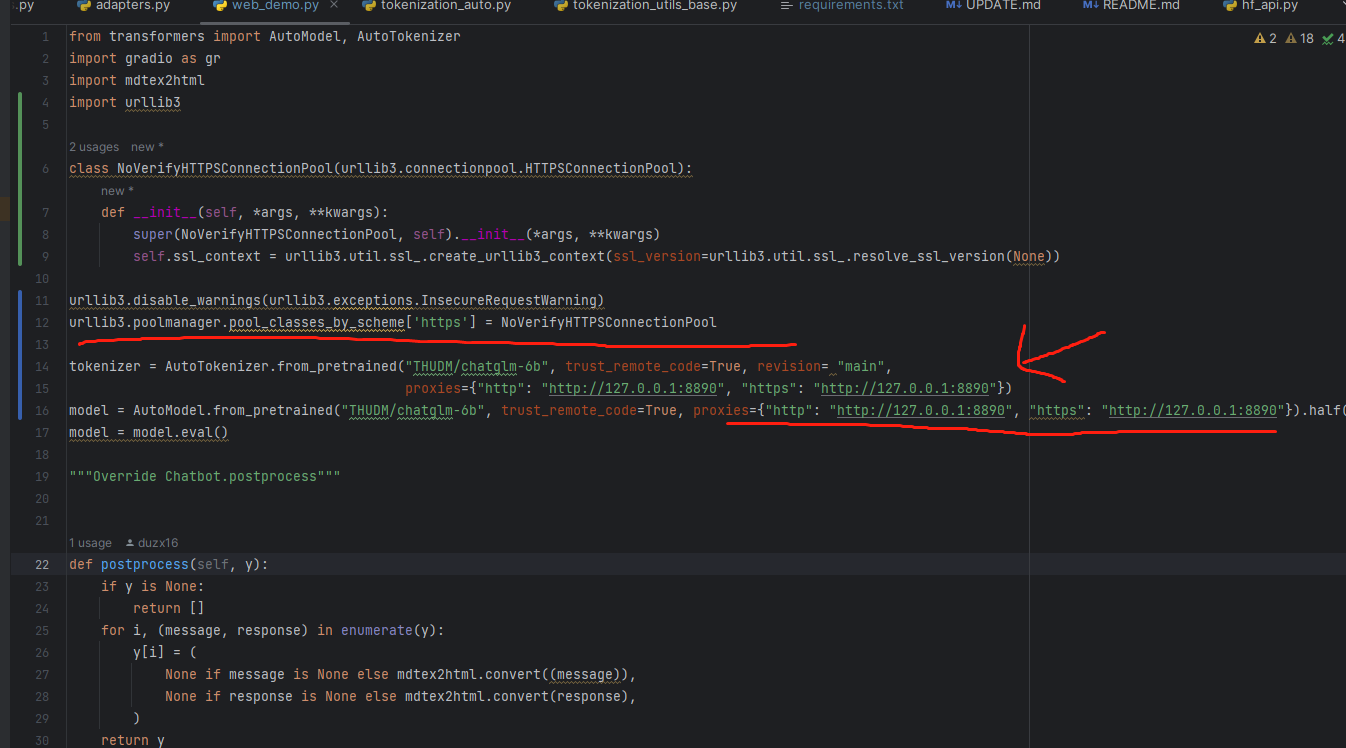 .py adapters.py web_demo.py × tokenization_auto.py tokenization_utils_base.py requirements.txt M↓ UPDATE.md M↓ README.md hf_api.py
2 18 4
1 from transformers import AutoModel, AutoTokenizer
2 import gradio as gr
3 import mdtex2html
4 import urllib3
5
2 usages new *
6 class NoVerifyHTTPSConnectionPool(urllib3.connectionpool.HTTPSConnectionPool):
new *
7 def __init__(self, *args, **kwargs):
8 super(NoVerifyHTTPSConnectionPool, self).__init__(*args, **kwargs)
9 self.ssl_context = urllib3.util.ssl_.create_urllib3_context(ssl_version=urllib3.util.ssl_.resolve_ssl_version(None))
10
11 urllib3.disable_warnings(urllib3.exceptions.InsecureRequestWarning)
12 urllib3.poolmanager.pool_classes_by_scheme['https'] = NoVerifyHTTPSConnectionPool
13
14 tokenizer = AutoTokenizer.from_pretrained("THUDM/chatglm-6b", trust_remote_code=True, revision= "main",
15 proxies={"http": "http://127.0.0.1:8890", "https": "http://127.0.0.1:8890"})
16 model = AutoModel.from_pretrained("THUDM/chatglm-6b", trust_remote_code=True, proxies={"http": "http://127.0.0.1:8890", "https": "http://127.0.0.1:8890"}).half(
17 model = model.eval()
18
19 """Override Chatbot.postprocess"""
20
21
1 usage duzx16
22 def postprocess(self, y):
23 if y is None:
24 return []
25 for i, (message, response) in enumerate(y):
26 y[i] = (
27 None if message is None else mdtex2html.convert((message)),
28 None if response is None else mdtex2html.convert(response),
29 )
30 return y